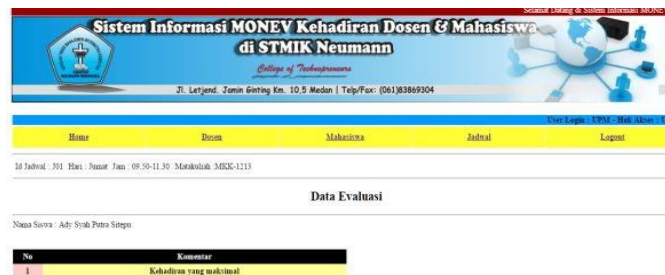 Selamat Datang di Sistem Informasi MONE
Sistem Informasi MONEV Kehadiran Dosen & Mahasiswa
di STMIK Neumann
College of Technopreneurs
Jl. Letjend. Jamin Ginting Km. 10,5 Medan | Telp/Fax: (061)83869304
User Login : UPM - Hak Akses : U
Home Dosen Mahasiswa Jadwal Logout
Id Jadwal : J01 Hari : Jumat Jam : 09.50-11.30 Matakuliah :MKK-1213
Data Evaluasi
Nama Siswa : Ady Syah Putra Sitepu
No Komentar
1 Kehadiran yang maksimal